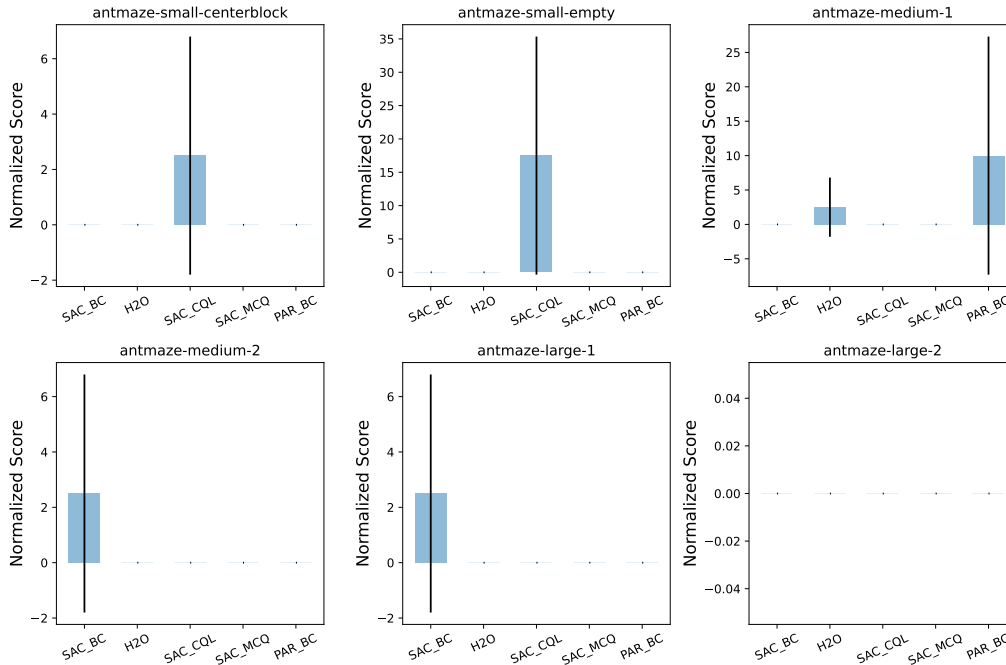 antmaze-small-centerblock
Normalized Score
6
4
2
0
−2
SAC_BC
H2O
SAC_CQL
SAC_MCQ
PAR_BC
antmaze-small-empty
Normalized Score
35
30
25
20
15
10
5
0
SAC_BC
H2O
SAC_CQL
SAC_MCQ
PAR_BC
antmaze-medium-1
Normalized Score
25
20
15
10
5
0
−5
SAC_BC
H2O
SAC_CQL
SAC_MCQ
PAR_BC
antmaze-medium-2
Normalized Score
6
4
2
0
−2
SAC_BC
H2O
SAC_CQL
SAC_MCQ
PAR_BC
antmaze-large-1
Normalized Score
6
4
2
0
−2
SAC_BC
H2O
SAC_CQL
SAC_MCQ
PAR_BC
antmaze-large-2
Normalized Score
0.04
0.02
0.00
−0.02
−0.04
SAC_BC
H2O
SAC_CQL
SAC_MCQ
PAR_BC